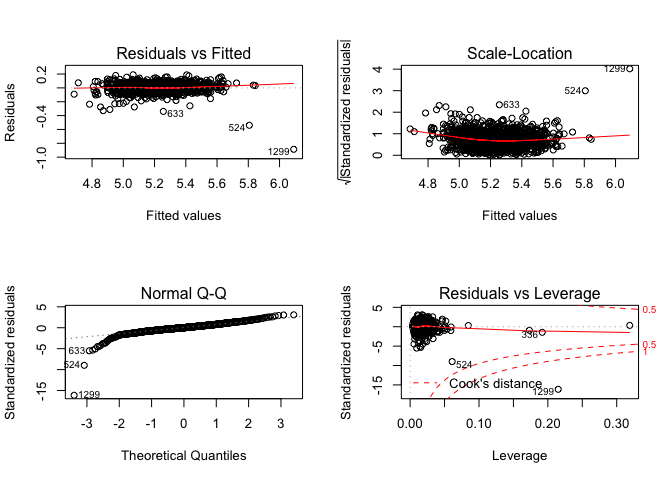 Residuals vs Fitted
Residuals
0.2
-0.4
-1.0
633
524
1299
4.8 5.0 5.2 5.4 5.6 5.8 6.0
Fitted values
Scale-Location
√|Standardized residuals|
4
3
2
1
0
1299
524
633
4.8 5.0 5.2 5.4 5.6 5.8 6.0
Fitted values
Normal Q-Q
Standardized residuals
5
-5
-15
633
524
1299
-3 -2 -1 0 1 2 3
Theoretical Quantiles
Residuals vs Leverage
Standardized residuals
5
-5
-15
336
524
1299
Cook's distance
0.5
0.5
1
0.00 0.10 0.20 0.30
Leverage